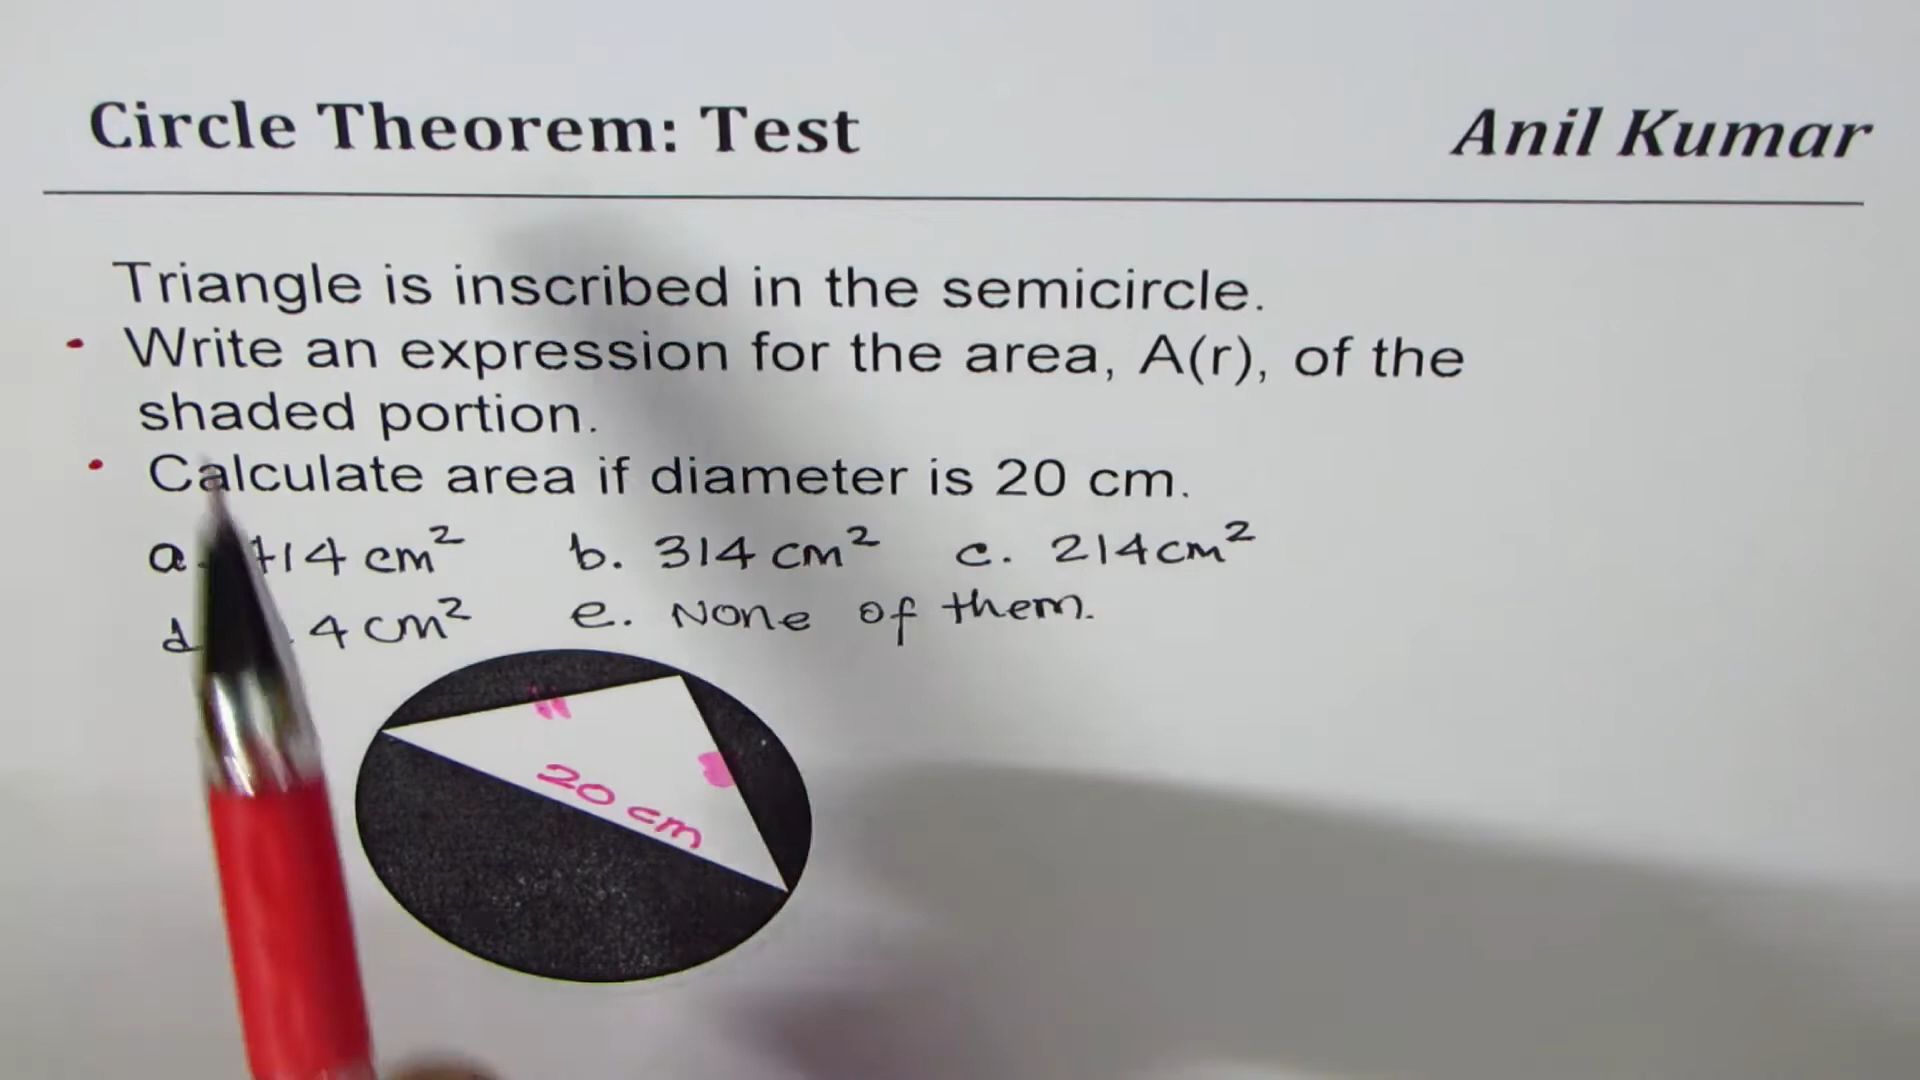 Circle Theorem: Test
Anil Kumar
Triangle is inscribed in the semicircle.
• Write an expression for the area, A(r), of the
shaded portion.
• Calculate area if diameter is 20 cm.
a. 14 cm² b. 314 cm² c. 214 cm²
d 4 cm² e. None of them.
20 cm